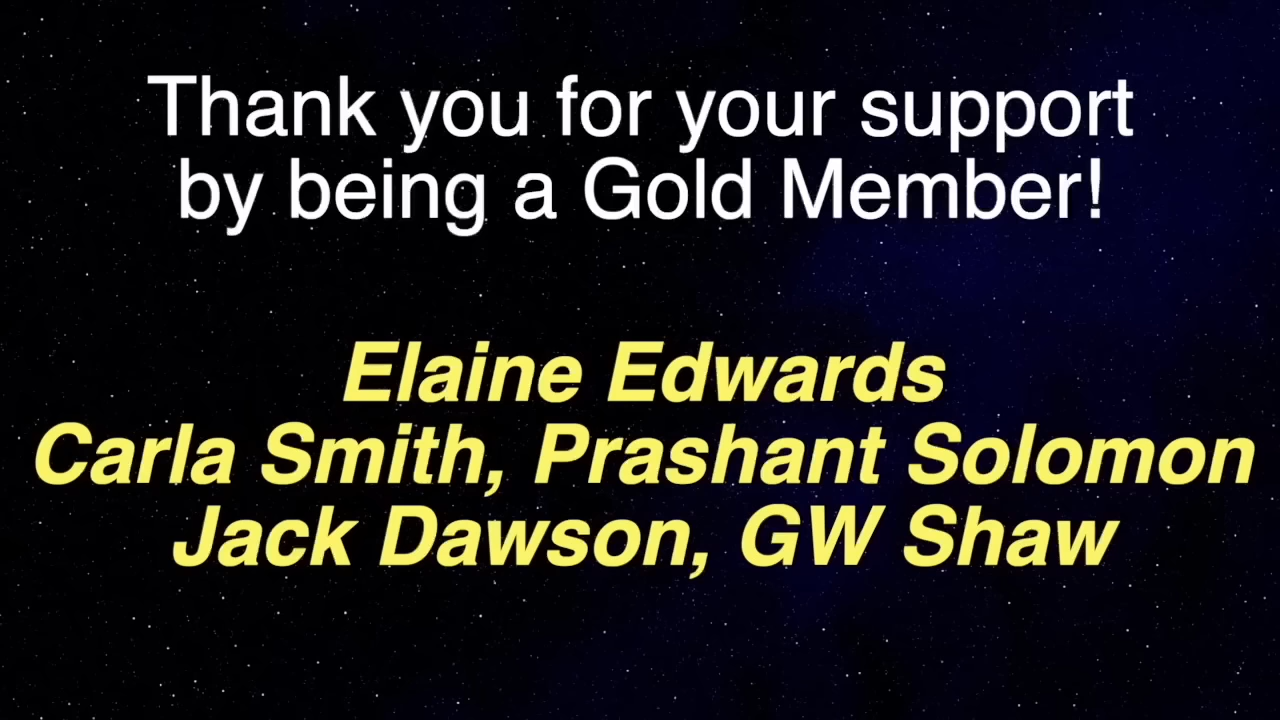 Thank you for your support
by being a Gold Member!
Elaine Edwards
Carla Smith, Prashant Solomon
Jack Dawson, GW Shaw